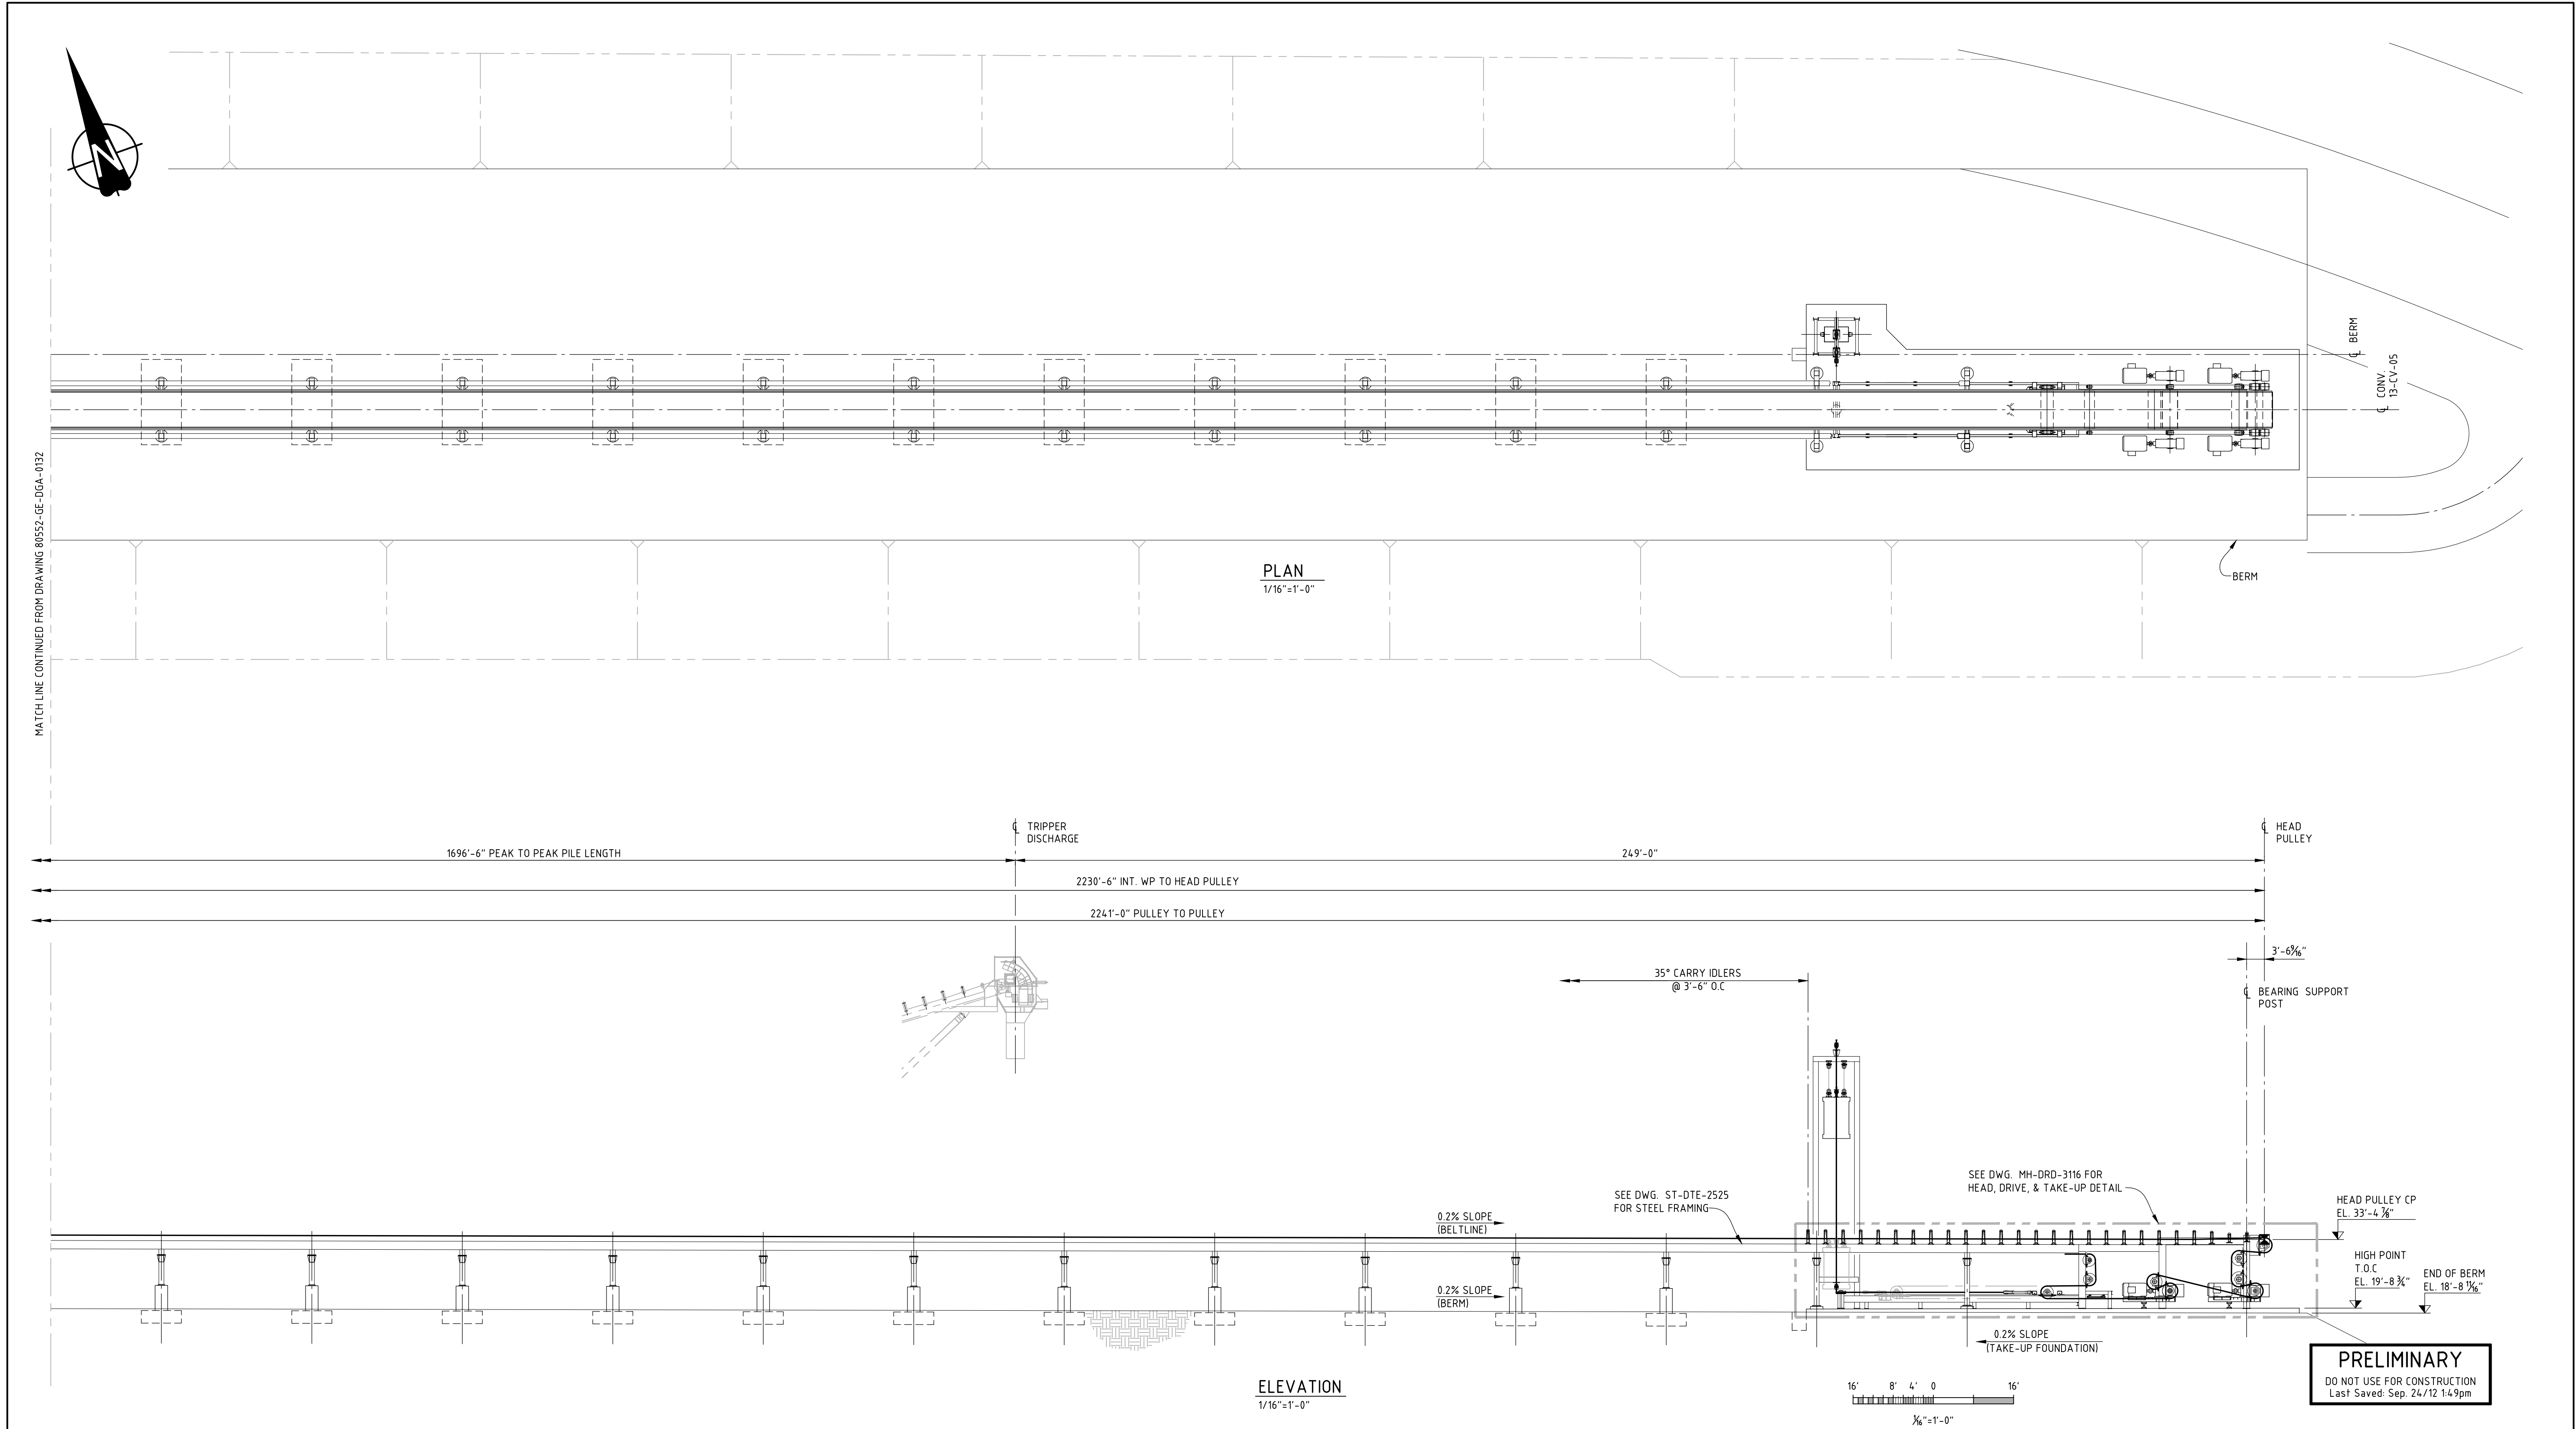 N
MATCH LINE CONTINUED FROM DRAWING 80552-GE-DGA-0132
℄ BERM
℄ CONV.
13-CV-05
PLAN
1/16"=1'-0"
BERM
℄ TRIPPER
DISCHARGE
℄ HEAD
PULLEY
1696'-6" PEAK TO PEAK PILE LENGTH
249'-0"
2230'-6" INT. WP TO HEAD PULLEY
2241'-0" PULLEY TO PULLEY
3'-6 9/16"
35° CARRY IDLERS
@ 3'-6" O.C
℄ BEARING SUPPORT
POST
SEE DWG. MH-DRD-3116 FOR
HEAD, DRIVE, & TAKE-UP DETAIL
SEE DWG. ST-DTE-2525
FOR STEEL FRAMING
HEAD PULLEY CP
EL. 33'-4 7/8"
0.2% SLOPE
(BELTLINE)
HIGH POINT
T.O.C
EL. 19'-8 3/4"
END OF BERM
EL. 18'-8 11/16"
0.2% SLOPE
(BERM)
0.2% SLOPE
(TAKE-UP FOUNDATION)
PRELIMINARY
DO NOT USE FOR CONSTRUCTION
Last Saved: Sep. 24/12 1:49pm
ELEVATION
1/16"=1'-0"
16' 8' 4' 0 16'
1/16"=1'-0"